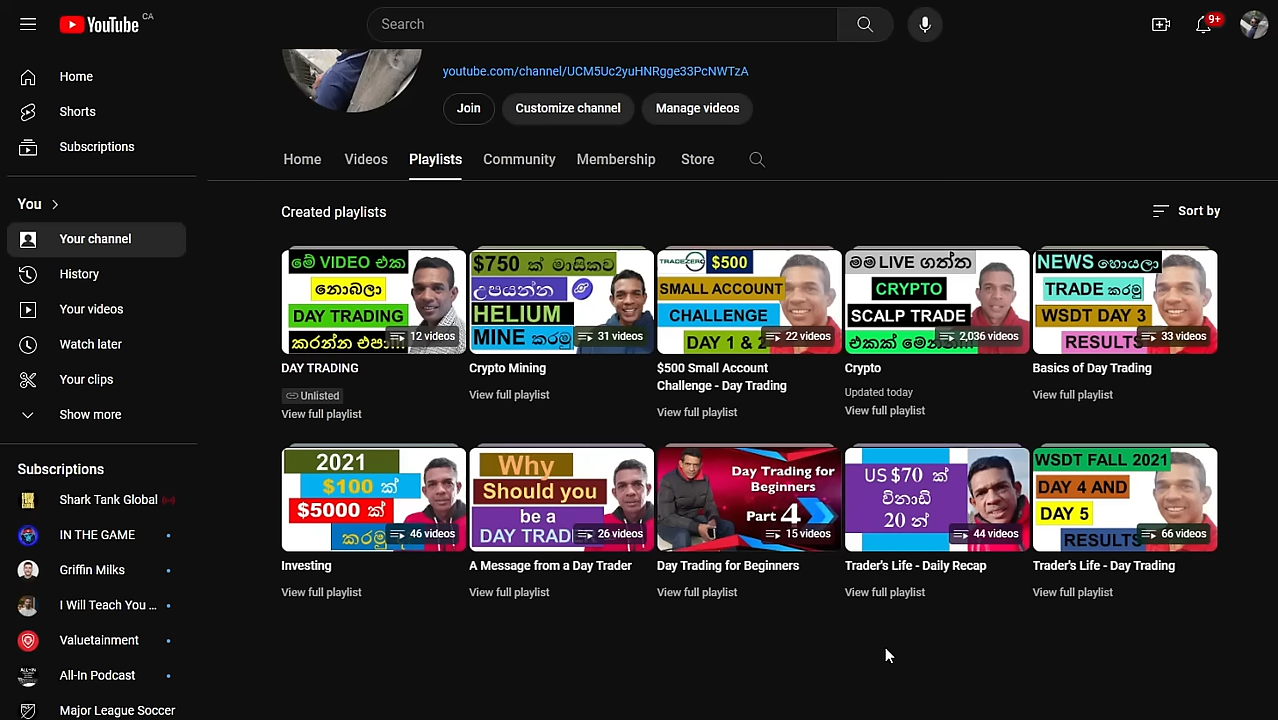 YouTube CA
Search
9+
Home
Shorts
Subscriptions
You
Your channel
History
Your videos
Watch later
Your clips
Show more
Subscriptions
Shark Tank Global
IN THE GAME
Griffin Milks
I Will Teach You ...
Valuetainment
All-In Podcast
Major League Soccer
youtube.com/channel/UCM5Uc2yuHNRgge33PcNWTzA
Join
Customize channel
Manage videos
Home
Videos
Playlists
Community
Membership
Store
Created playlists
Sort by
මේ VIDEO එක
නොබලා
DAY TRADING
කරන්න එපා...
12 videos
DAY TRADING
Unlisted
View full playlist
$750 ක් මාසිකව
උපයන්න
HELIUM
MINE කරමු
31 videos
Crypto Mining
View full playlist
TRADEZERO
$500
SMALL ACCOUNT
CHALLENGE
DAY 1 & 2
22 videos
$500 Small Account
Challenge - Day Trading
View full playlist
මම LIVE ගත්ත
CRYPTO
SCALP TRADE
එකක් මෙන්න
2,036 videos
Crypto
Updated today
View full playlist
NEWS හොයලා
TRADE කරමු
WSDT DAY 3
RESULTS
33 videos
Basics of Day Trading
View full playlist
2021
$100 ක්
$5000 ක්
කරමු
46 videos
Investing
View full playlist
Why
Should you
be a
DAY TRAD
26 videos
A Message from a Day Trader
View full playlist
Day Trading for
Beginners
Part 4
15 videos
Day Trading for Beginners
View full playlist
US $70 ක්
විනාඩි
20 න්
44 videos
Trader's Life - Daily Recap
View full playlist
WSDT FALL 2021
DAY 4 AND
DAY 5
RESULTS
66 videos
Trader's Life - Day Trading
View full playlist